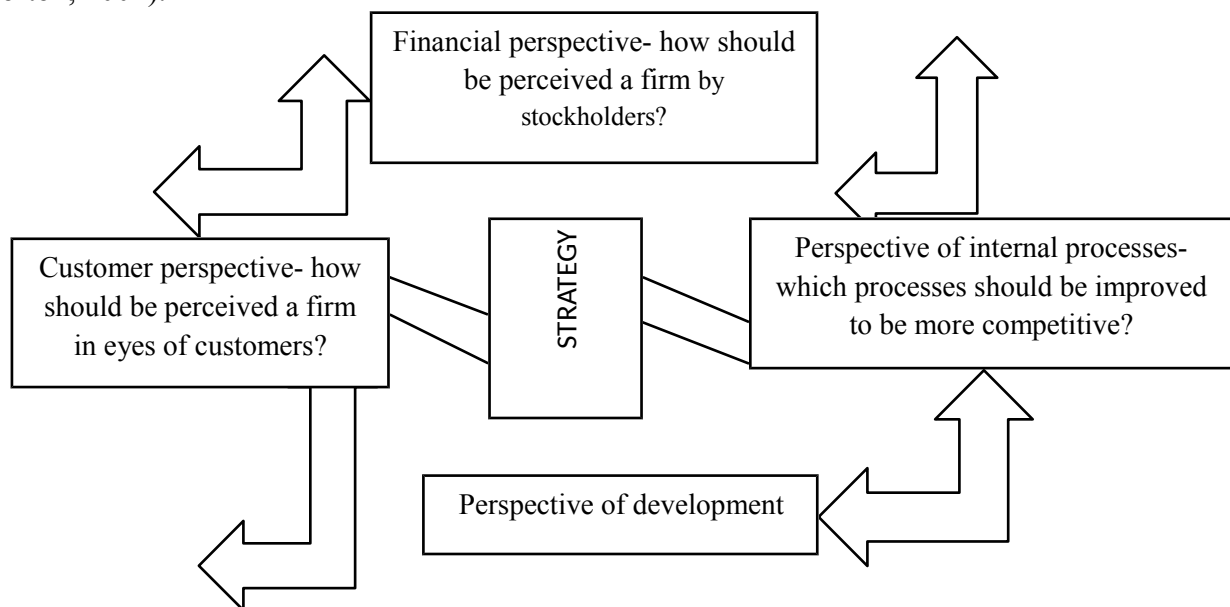 Financial perspective- how should
be perceived a firm by
stockholders?
Customer perspective- how
should be perceived a firm
in eyes of customers?
STRATEGY
Perspective of internal processes-
which processes should be improved
to be more competitive?
Perspective of development